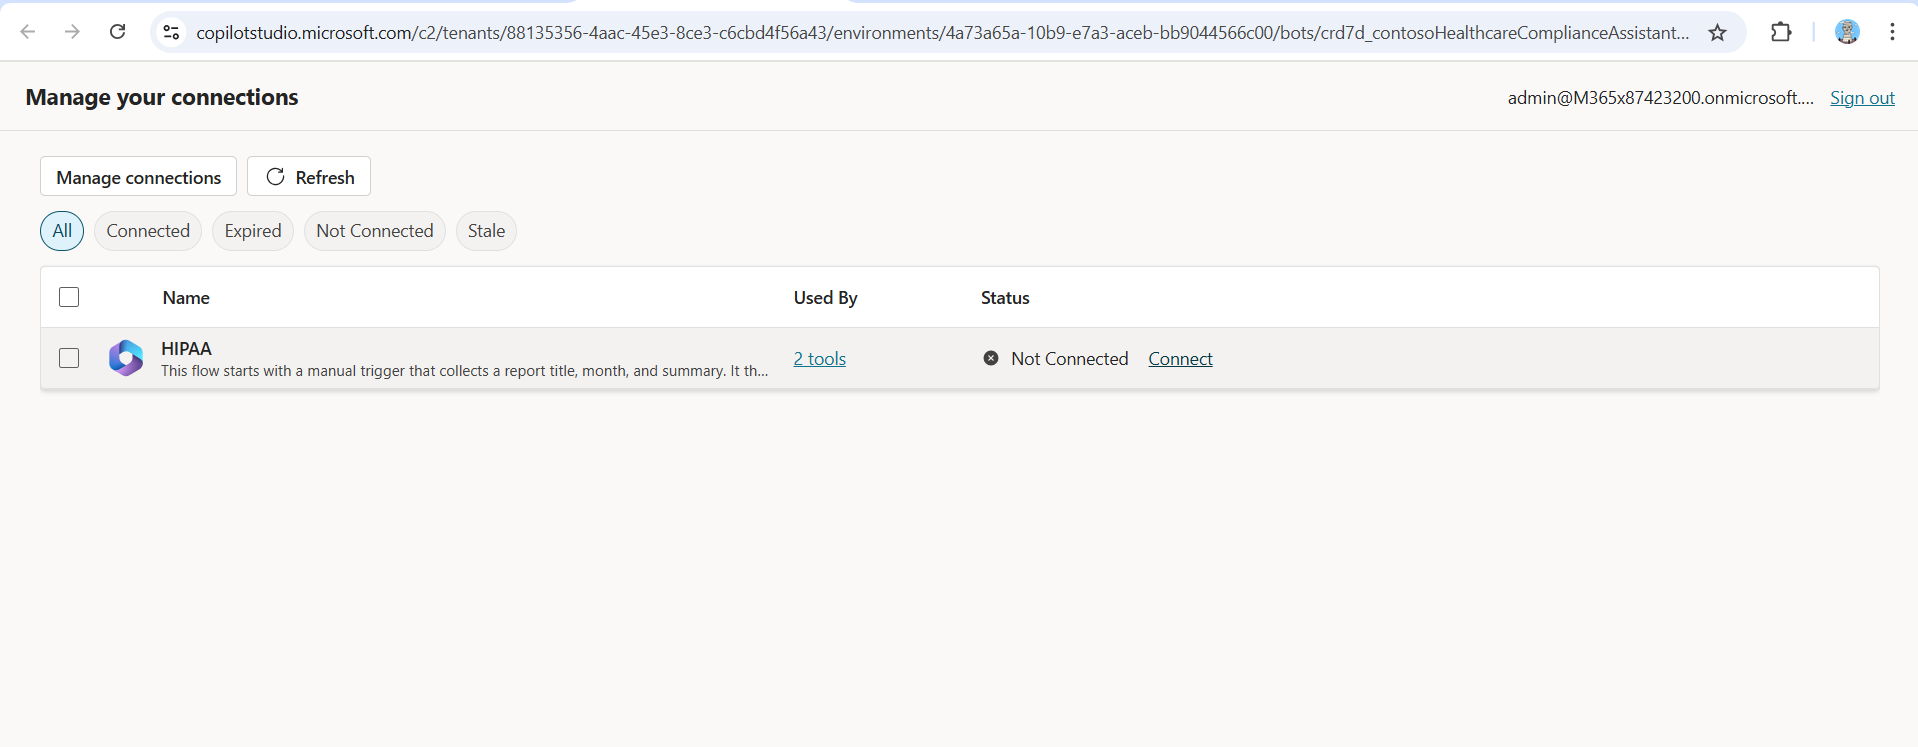 copilotstudio.microsoft.com/c2/tenants/88135356-4aac-45e3-8ce3-c6cbd4f56a43/environments/4a73a65a-10b9-e7a3-aceb-bb9044566c00/bots/crd7d_contosoHealthcareComplianceAssistant...
Manage your connections
admin@M365x87423200.onmicrosoft.... Sign out
Manage connections Refresh
All Connected Expired Not Connected Stale
Name Used By Status
HIPAA
This flow starts with a manual trigger that collects a report title, month, and summary. It th...
2 tools Not Connected Connect